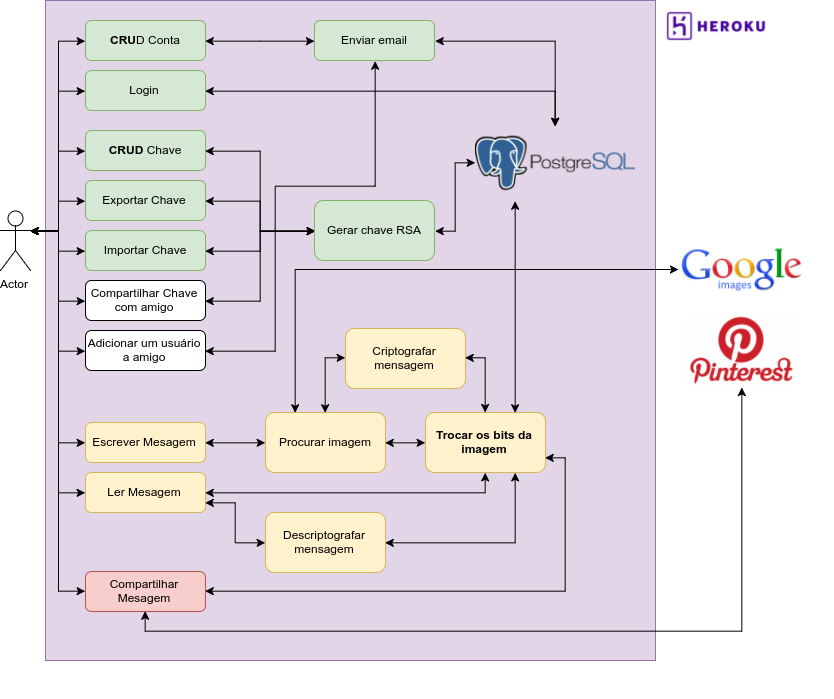 CRUD Conta
Enviar email
HEROKU
Login
CRUD Chave
PostgreSQL
Exportar Chave
Gerar chave RSA
Importar Chave
Actor
Google
images
Compartilhar Chave
com amigo
Adicionar um usuário
a amigo
Pinterest
Criptografar
mensagem
Escrever Mesagem
Procurar imagem
Trocar os bits da
imagem
Ler Mesagem
Descriptografar
mensagem
Compartilhar
Mesagem